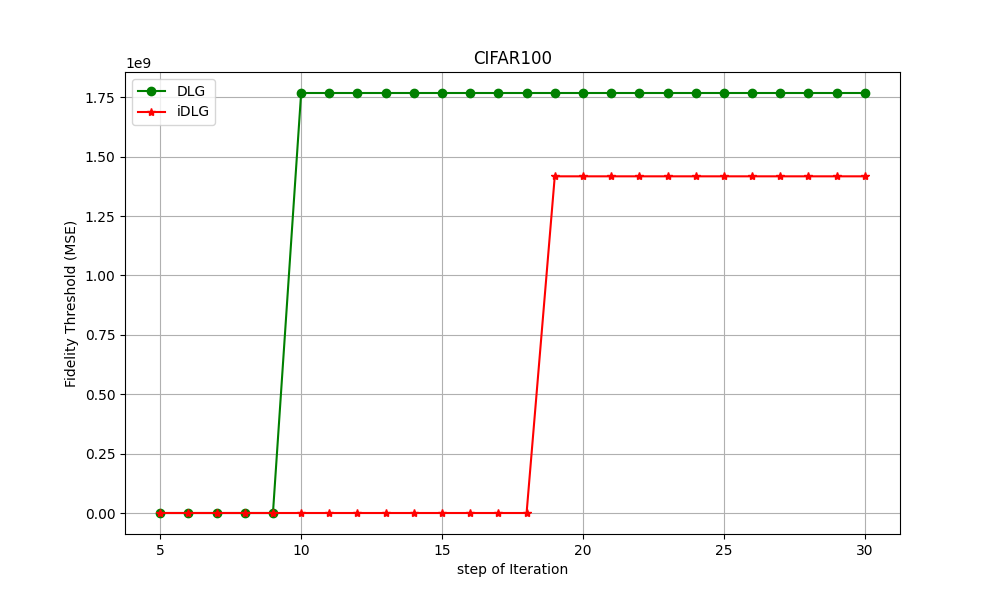 CIFAR100
1e9
DLG
iDLG
1.75
1.50
1.25
1.00
0.75
0.50
0.25
0.00
Fidelity Threshold (MSE)
5 10 15 20 25 30
step of Iteration